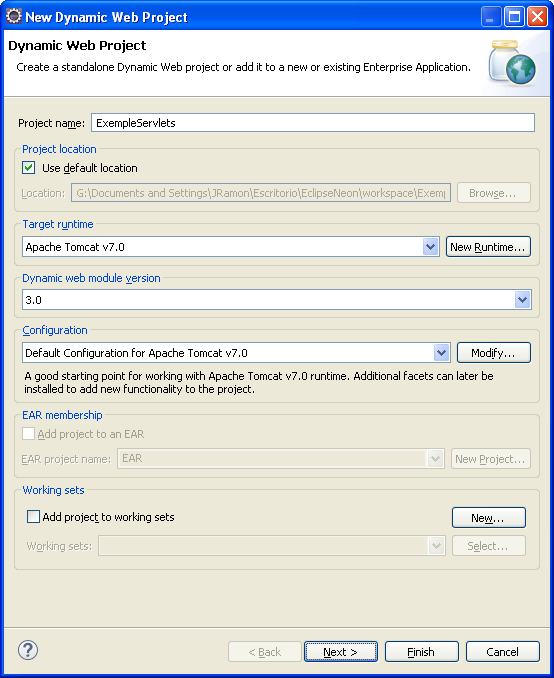 New Dynamic Web Project
Dynamic Web Project
Create a standalone Dynamic Web project or add it to a new or existing Enterprise Application.
Project name: ExempleServlets
Project location
Use default location
Location: G:\Documents and Settings\JRamon\Escritorio\EclipseNeon\workspace\Exemp Browse...
Target runtime
Apache Tomcat v7.0 New Runtime...
Dynamic web module version
3.0
Configuration
Default Configuration for Apache Tomcat v7.0 Modify...
A good starting point for working with Apache Tomcat v7.0 runtime. Additional facets can later be
installed to add new functionality to the project.
EAR membership
Add project to an EAR
EAR project name: EAR New Project...
Working sets
Add project to working sets New...
Working sets: Select...
? < Back Next > Finish Cancel